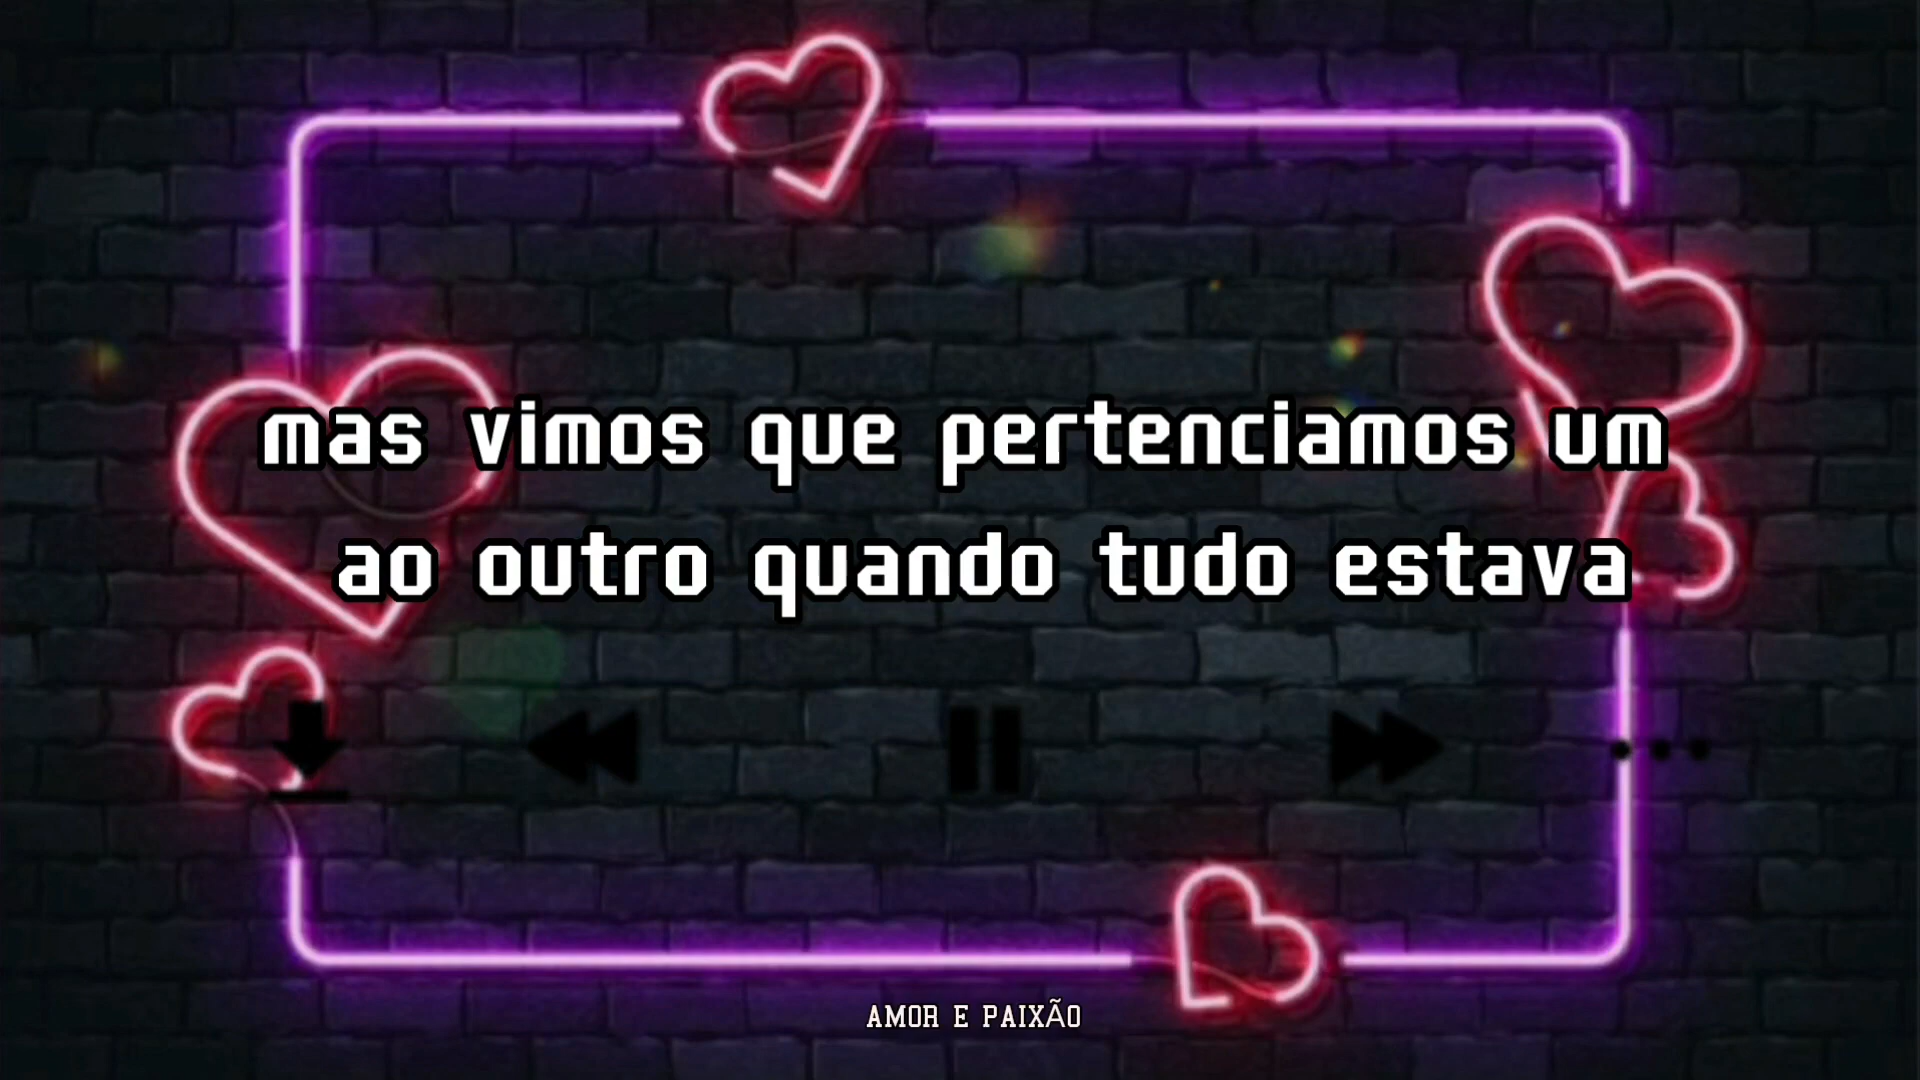 mas vimos que pertenciamos um
ao outro quando tudo estava
AMOR E PAIXÃO